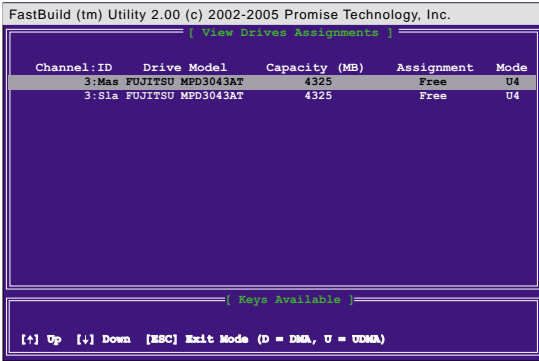 FastBuild (tm) Utility 2.00 (c) 2002-2005 Promise Technology, Inc.
[ View Drives Assignments ]
Channel:ID Drive Model Capacity (MB) Assignment Mode
3:Mas FUJITSU MPD3043AT 4325 Free U4
3:Sla FUJITSU MPD3043AT 4325 Free U4
[ Keys Available ]
[↑] Up [↓] Down [ESC] Exit Mode (D = DMA, U = UDMA)